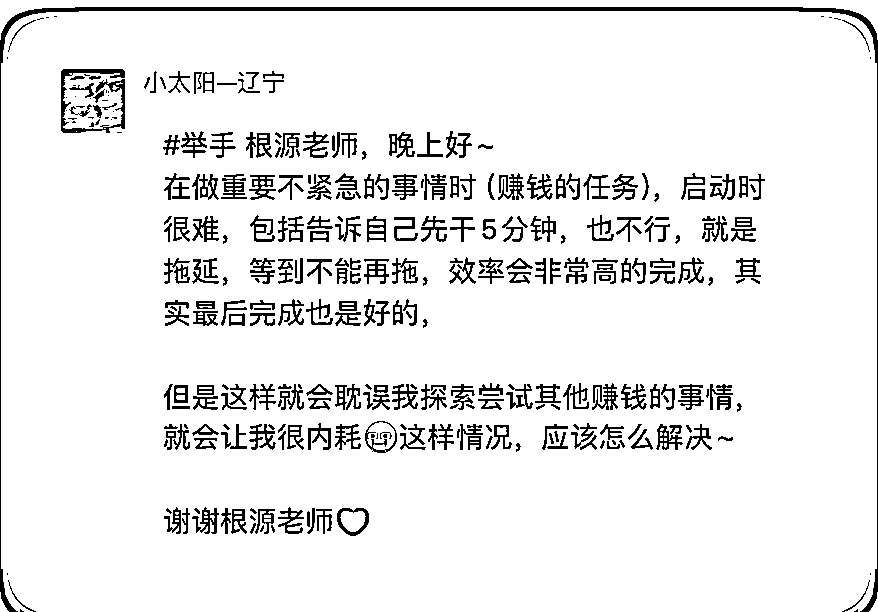 小太阳—辽宁
#举手 根源老师，晚上好~
在做重要不紧急的事情时（赚钱的任务），启动时
很难，包括告诉自己先干5分钟，也不行，就是
拖延，等到不能再拖，效率会非常高的完成，其
实最后完成也是好的，
但是这样就会耽误我探索尝试其他赚钱的事情，
就会让我很内耗这样情况，应该怎么解决~
谢谢根源老师♡